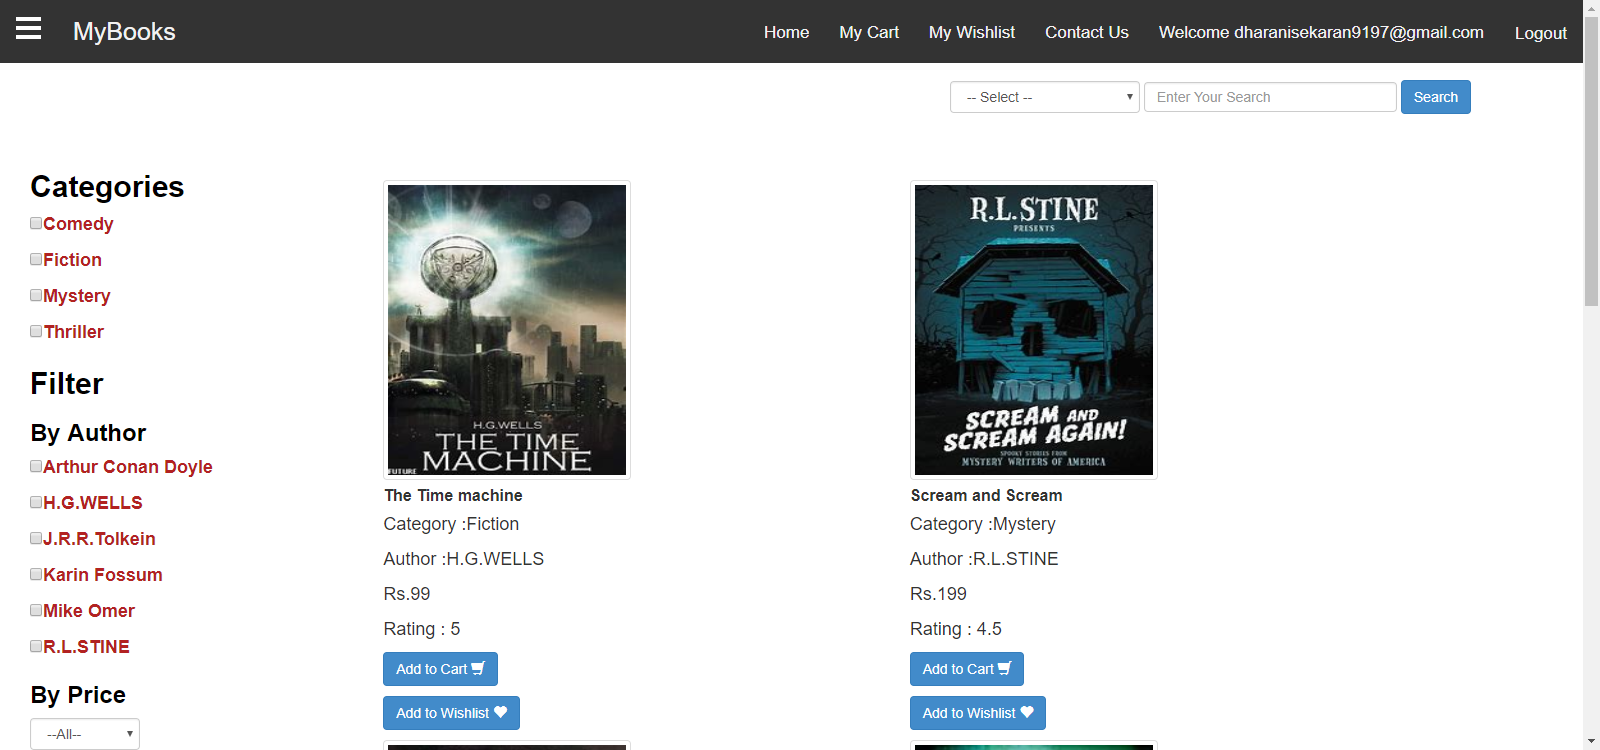 MyBooks
Home My Cart My Wishlist Contact Us Welcome dharanisekaran9197@gmail.com Logout
-- Select -- Enter Your Search Search
Categories
Comedy
Fiction
Mystery
Thriller
Filter
By Author
Arthur Conan Doyle
H.G.WELLS
J.R.R.Tolkein
Karin Fossum
Mike Omer
R.L.STINE
By Price
--All--
H.G.WELLS
THE TIME
MACHINE
FUTURE
The Time machine
Category :Fiction
Author :H.G.WELLS
Rs.99
Rating : 5
Add to Cart
Add to Wishlist
R.L.STINE
PRESENTS
SCREAM AND
SCREAM AGAIN!
SPOOKY STORIES FROM
MYSTERY WRITERS OF AMERICA
Scream and Scream
Category :Mystery
Author :R.L.STINE
Rs.199
Rating : 4.5
Add to Cart
Add to Wishlist